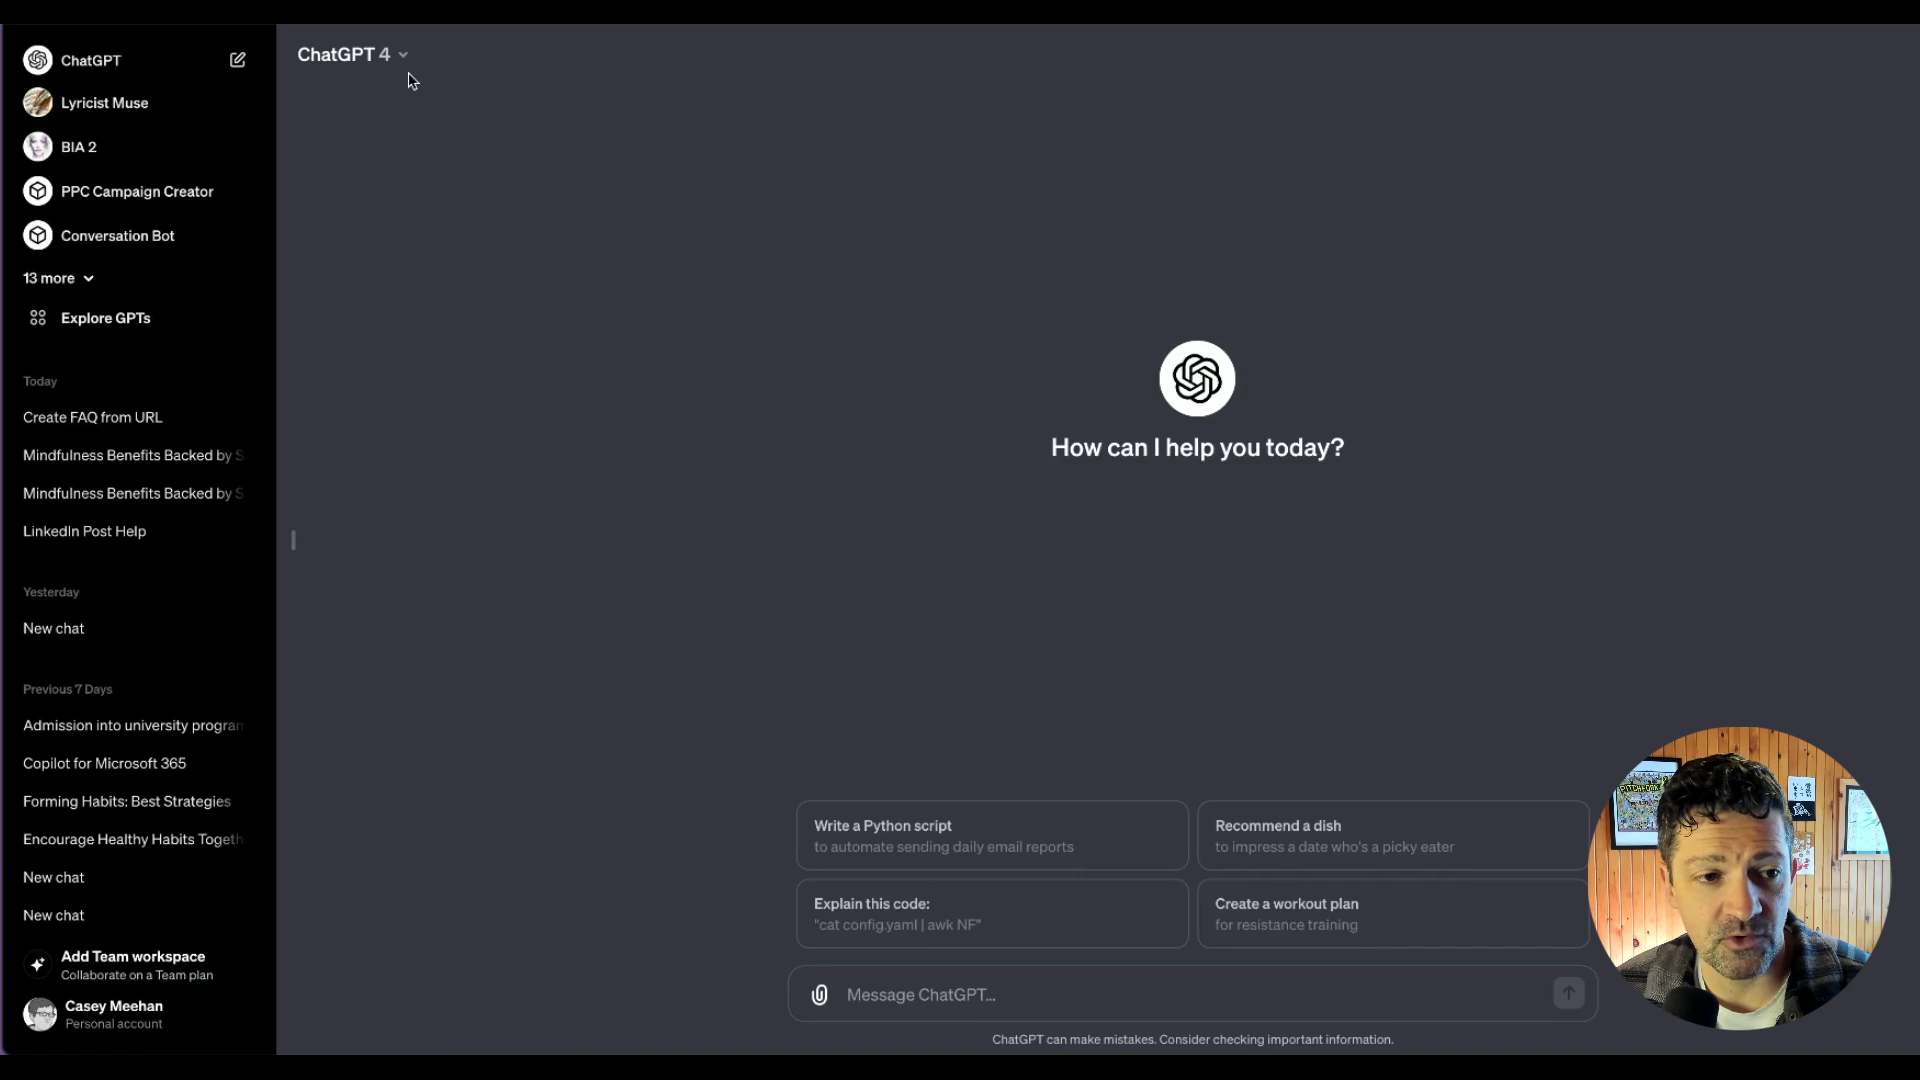 ChatGPT
Lyricist Muse
BIA 2
PPC Campaign Creator
Conversation Bot
13 more
Explore GPTs
Today
Create FAQ from URL
Mindfulness Benefits Backed by S
Mindfulness Benefits Backed by S
LinkedIn Post Help
Yesterday
New chat
Previous 7 Days
Admission into university program
Copilot for Microsoft 365
Forming Habits: Best Strategies
Encourage Healthy Habits Togeth
New chat
New chat
Add Team workspace
Collaborate on a Team plan
Casey Meehan
Personal account
ChatGPT 4
How can I help you today?
Write a Python script
to automate sending daily email reports
Recommend a dish
to impress a date who's a picky eater
Explain this code:
"cat config.yaml | awk NF"
Create a workout plan
for resistance training
Message ChatGPT...
ChatGPT can make mistakes. Consider checking important information.
PITCHFORK